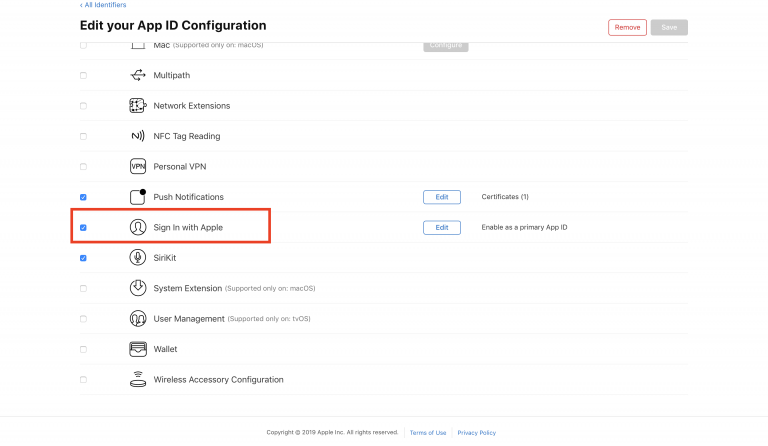 ‹ All Identifiers
Edit your App ID Configuration
Remove
Save
Mac (Supported only on: macOS)
Configure
Multipath
Network Extensions
NFC Tag Reading
VPN
Personal VPN
Push Notifications
Edit
Certificates (1)
Sign In with Apple
Edit
Enable as a primary App ID
SiriKit
System Extension (Supported only on: macOS)
User Management (Supported only on: tvOS)
Wallet
Wireless Accessory Configuration
Copyright © 2019 Apple Inc. All rights reserved.
Terms of Use
Privacy Policy